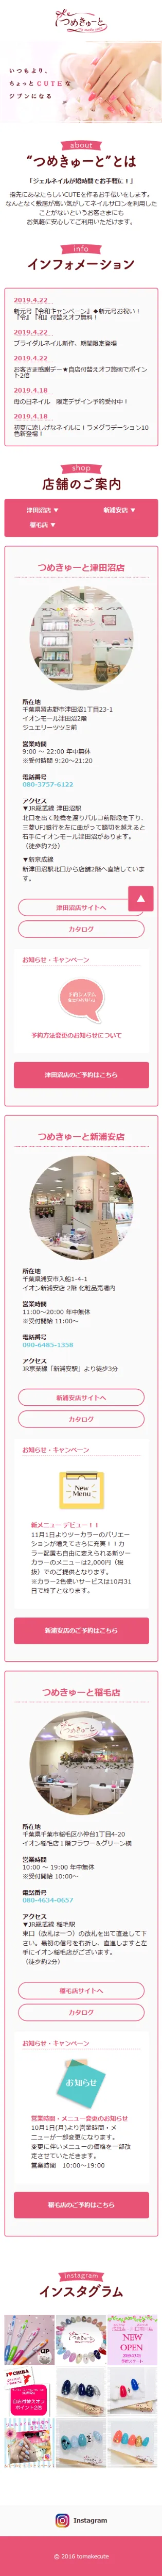 つめきゅーと
いつもより、
ちょっとCUTEな
ジブンになる
about
“つめきゅーと”とは
「ジェルネイルが短時間でお手軽に！」
指先にあなたらしいCUTEを作るお手伝いをします。
なんとなく敷居が高い気がしてネイルサロンを利用した
ことがないというお客さまにも
お気軽に安心してご利用いただけます。
info
インフォメーション
2019.4.22
新元号『令和キャンペーン』◆新元号お祝い！
『令』『和』付替えオフ無料！
2019.4.22
ブライダルネイル新作、期間限定登場
2019.4.22
お客さま感謝デー★自店付替えオフ施術でポイント2倍
2019.4.18
母の日ネイル　限定デザイン予約受付中！
2019.4.18
初夏に涼しげなネイルに！ラメグラデーション10色新登場！
shop
店舗のご案内
津田沼店 ▼
新浦安店 ▼
稲毛店 ▼
つめきゅーと津田沼店
所在地
千葉県習志野市津田沼1丁目23-1
イオンモール津田沼2階
ジュエリーツツミ前
営業時間
9:00 ～ 22:00 年中無休
※受付時間 9:20～21:20
電話番号
080-3757-6122
アクセス
▼JR総武線 津田沼駅
北口を出て陸橋を渡りパルコ前階段を下り、
三菱UFJ銀行を左に曲がって踏切を越えると
右手にイオンモール津田沼があります。
（徒歩約7分）
▼新京成線
新津田沼駅北口から店舗2階へ直結しています。
▲
津田沼店サイトへ
カタログ
お知らせ・キャンペーン
予約方法変更のお知らせについて
津田沼店のご予約はこちら
つめきゅーと新浦安店
所在地
千葉県浦安市入船1-4-1
イオン新浦安店 2階 化粧品売場内
営業時間
11:00～20:00 年中無休
※受付開始 11:00～
電話番号
090-6485-1358
アクセス
JR京葉線「新浦安駅」より徒歩3分
新浦安店サイトへ
カタログ
お知らせ・キャンペーン
New
Menu
新メニュー デビュー！！
11月1日よりツーカラーのバリエー
ションが増えてさらに充実！！カ
ラー配置も自由に変えられる新ツー
カラーのメニューは2,000円（税
抜）でのご提供となります。
※カラー2色使いサービスは10月31
日で終了となります。
新浦安店のご予約はこちら
つめきゅーと稲毛店
つめきゅーと
所在地
千葉県千葉市稲毛区小仲台1丁目4-20
イオン稲毛店１階フラワー＆グリーン横
営業時間
10:00 ～ 19:00 年中無休
※受付開始 10:00～
電話番号
080-4634-0657
アクセス
▼JR総武線 稲毛駅
東口（改札は一つ）の改札を出て直進して下
さい。最初の信号を右折し、直進しますと左
手にイオン稲毛店がございます。
（徒歩約2分）
稲毛店サイトへ
カタログ
お知らせ・キャンペーン
お知らせ
営業時間・メニュー変更のお知らせ
10月1日(月)より営業時間・メ
ニューが一部変更になります。
変更に伴いメニューの価格を一部改
定させていただきます。
営業時間　10:00～19:00
稲毛店のご予約はこちら
instagram
インスタグラム
UP
NEW
OPEN
I♥CHIBA
自店付替えオフ
ポイント2倍
Instagram
© 2016 tomekecute